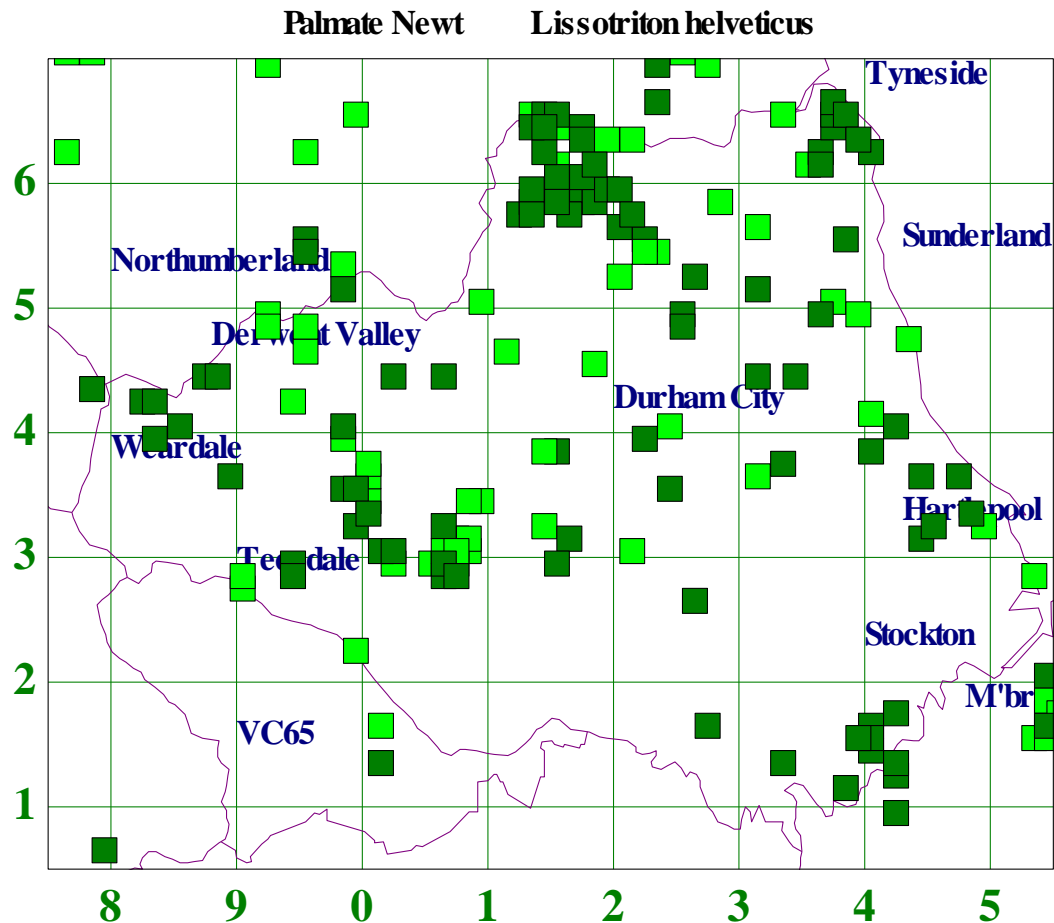 Palmate Newt Lissotriton helveticus
Tyneside
6
Sunderland
Northumberland
5
Derwent Valley
Durham City
4
Weardale
Hartlepool
3
Teesdale
Stockton
2
M'br
VC65
1
8 9 0 1 2 3 4 5